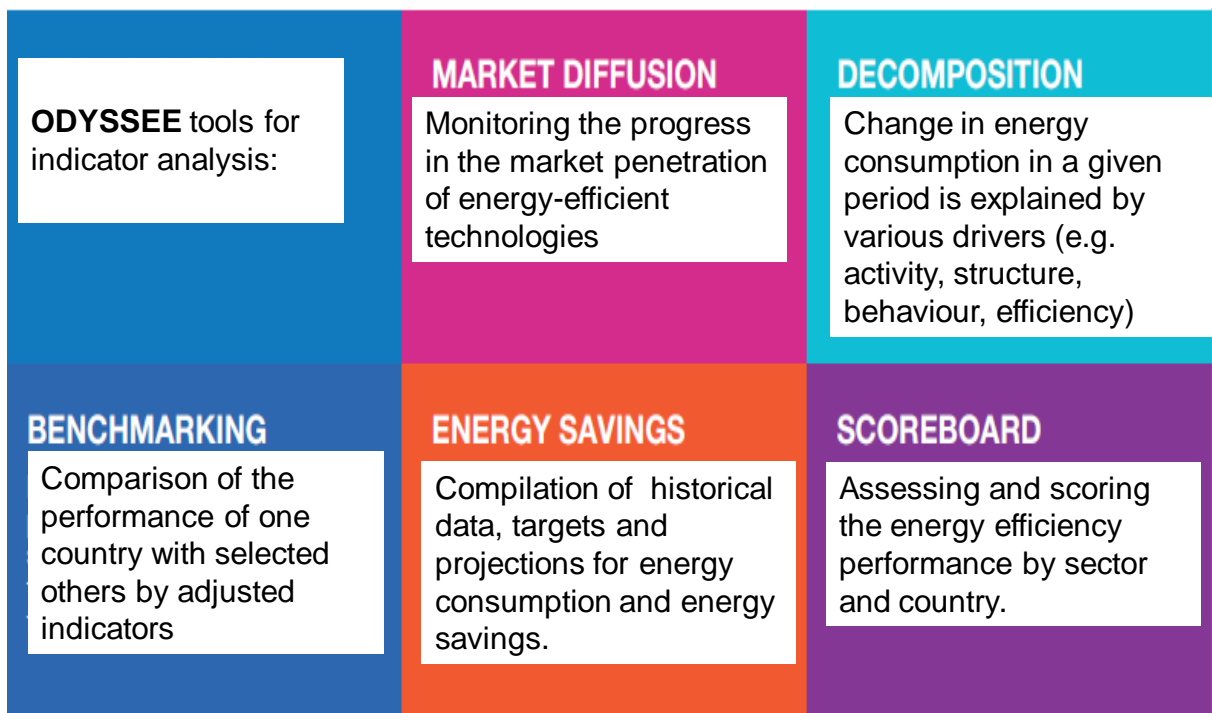 ODYSSEE tools for
indicator analysis:
MARKET DIFFUSION
Monitoring the progress
in the market penetration
of energy-efficient
technologies
DECOMPOSITION
Change in energy
consumption in a given
period is explained by
various drivers (e.g.
activity, structure,
behaviour, efficiency)
BENCHMARKING
Comparison of the
performance of one
country with selected
others by adjusted
indicators
ENERGY SAVINGS
Compilation of historical
data, targets and
projections for energy
consumption and energy
savings.
SCOREBOARD
Assessing and scoring
the energy efficiency
performance by sector
and country.